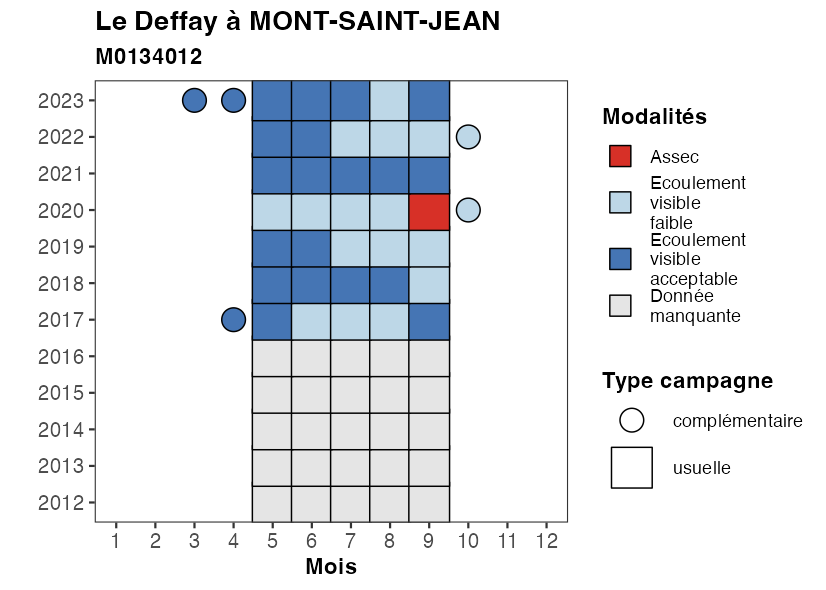 Le Deffay à MONT-SAINT-JEAN
M0134012
2023
2022
2021
2020
2019
2018
2017
2016
2015
2014
2013
2012
1 2 3 4 5 6 7 8 9 10 11 12
Mois
Modalités
Assec
Ecoulement
visible
faible
Ecoulement
visible
acceptable
Donnée
manquante
Type campagne
complémentaire
usuelle